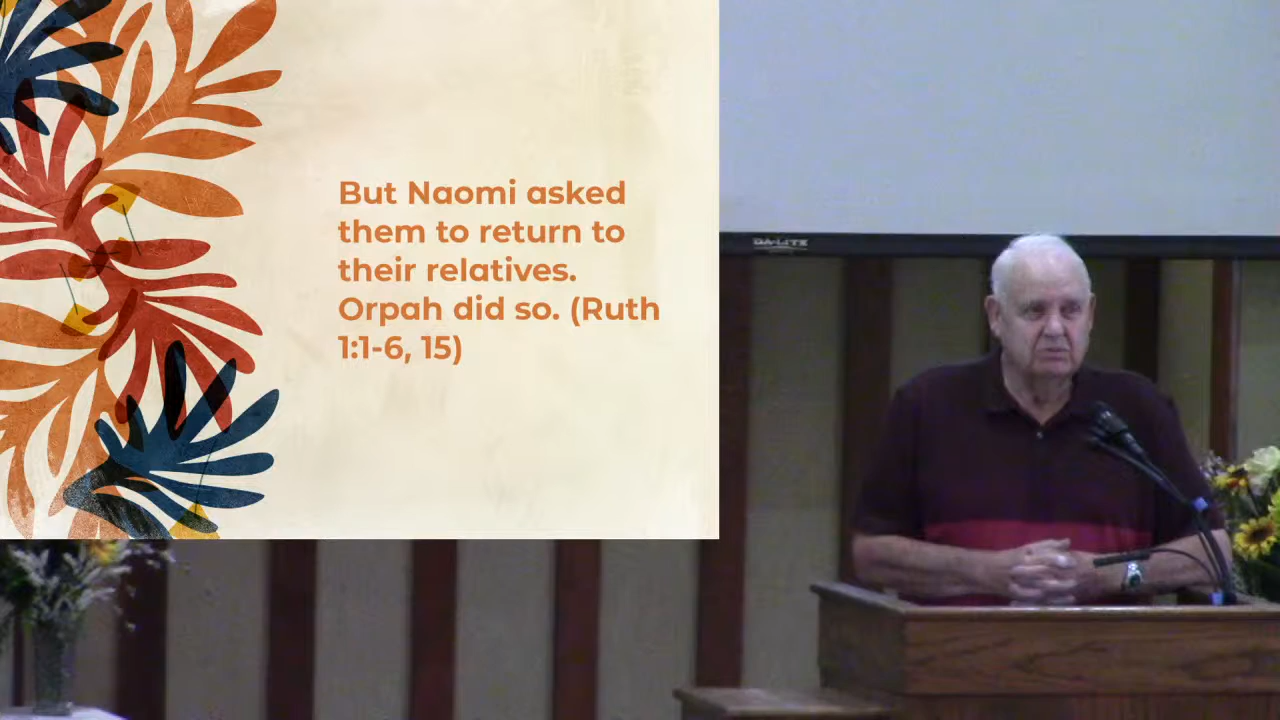 But Naomi asked
them to return to
their relatives.
Orpah did so. (Ruth
1:1-6, 15)
DA-LITE